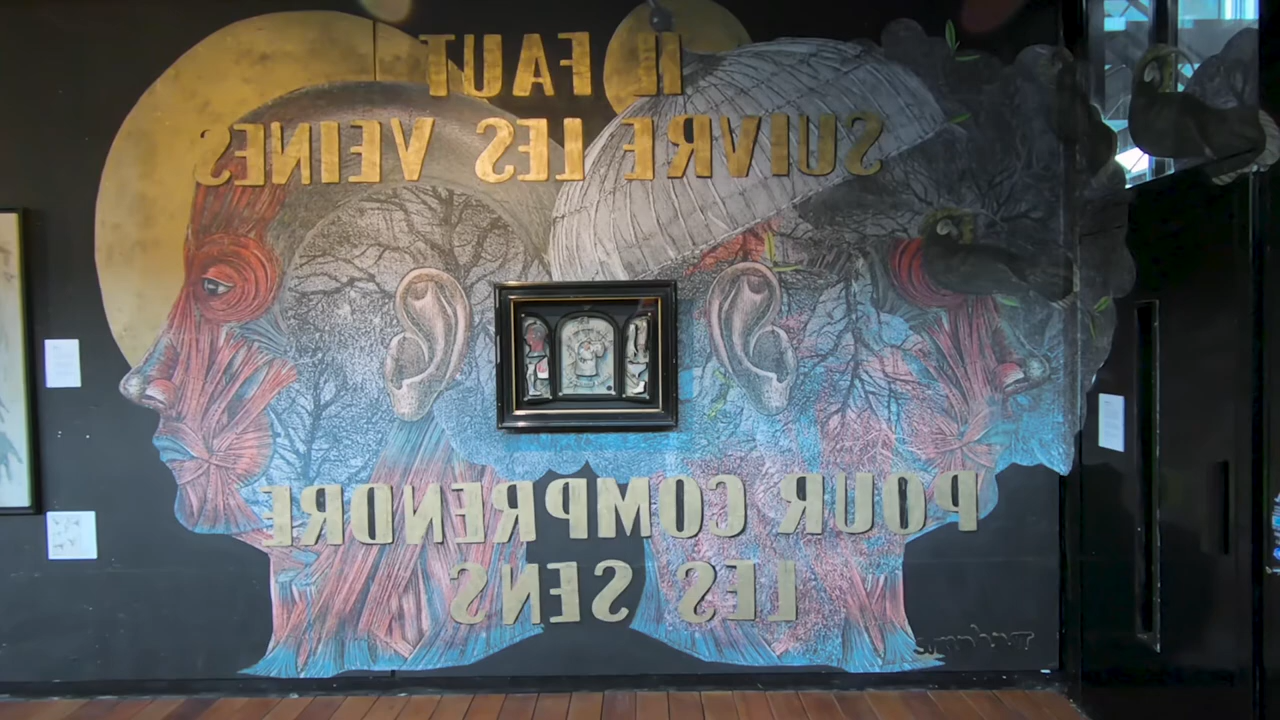 IL FAUT
SUIVRE LES VEINES
POUR COMPRENDRE
LES SENS